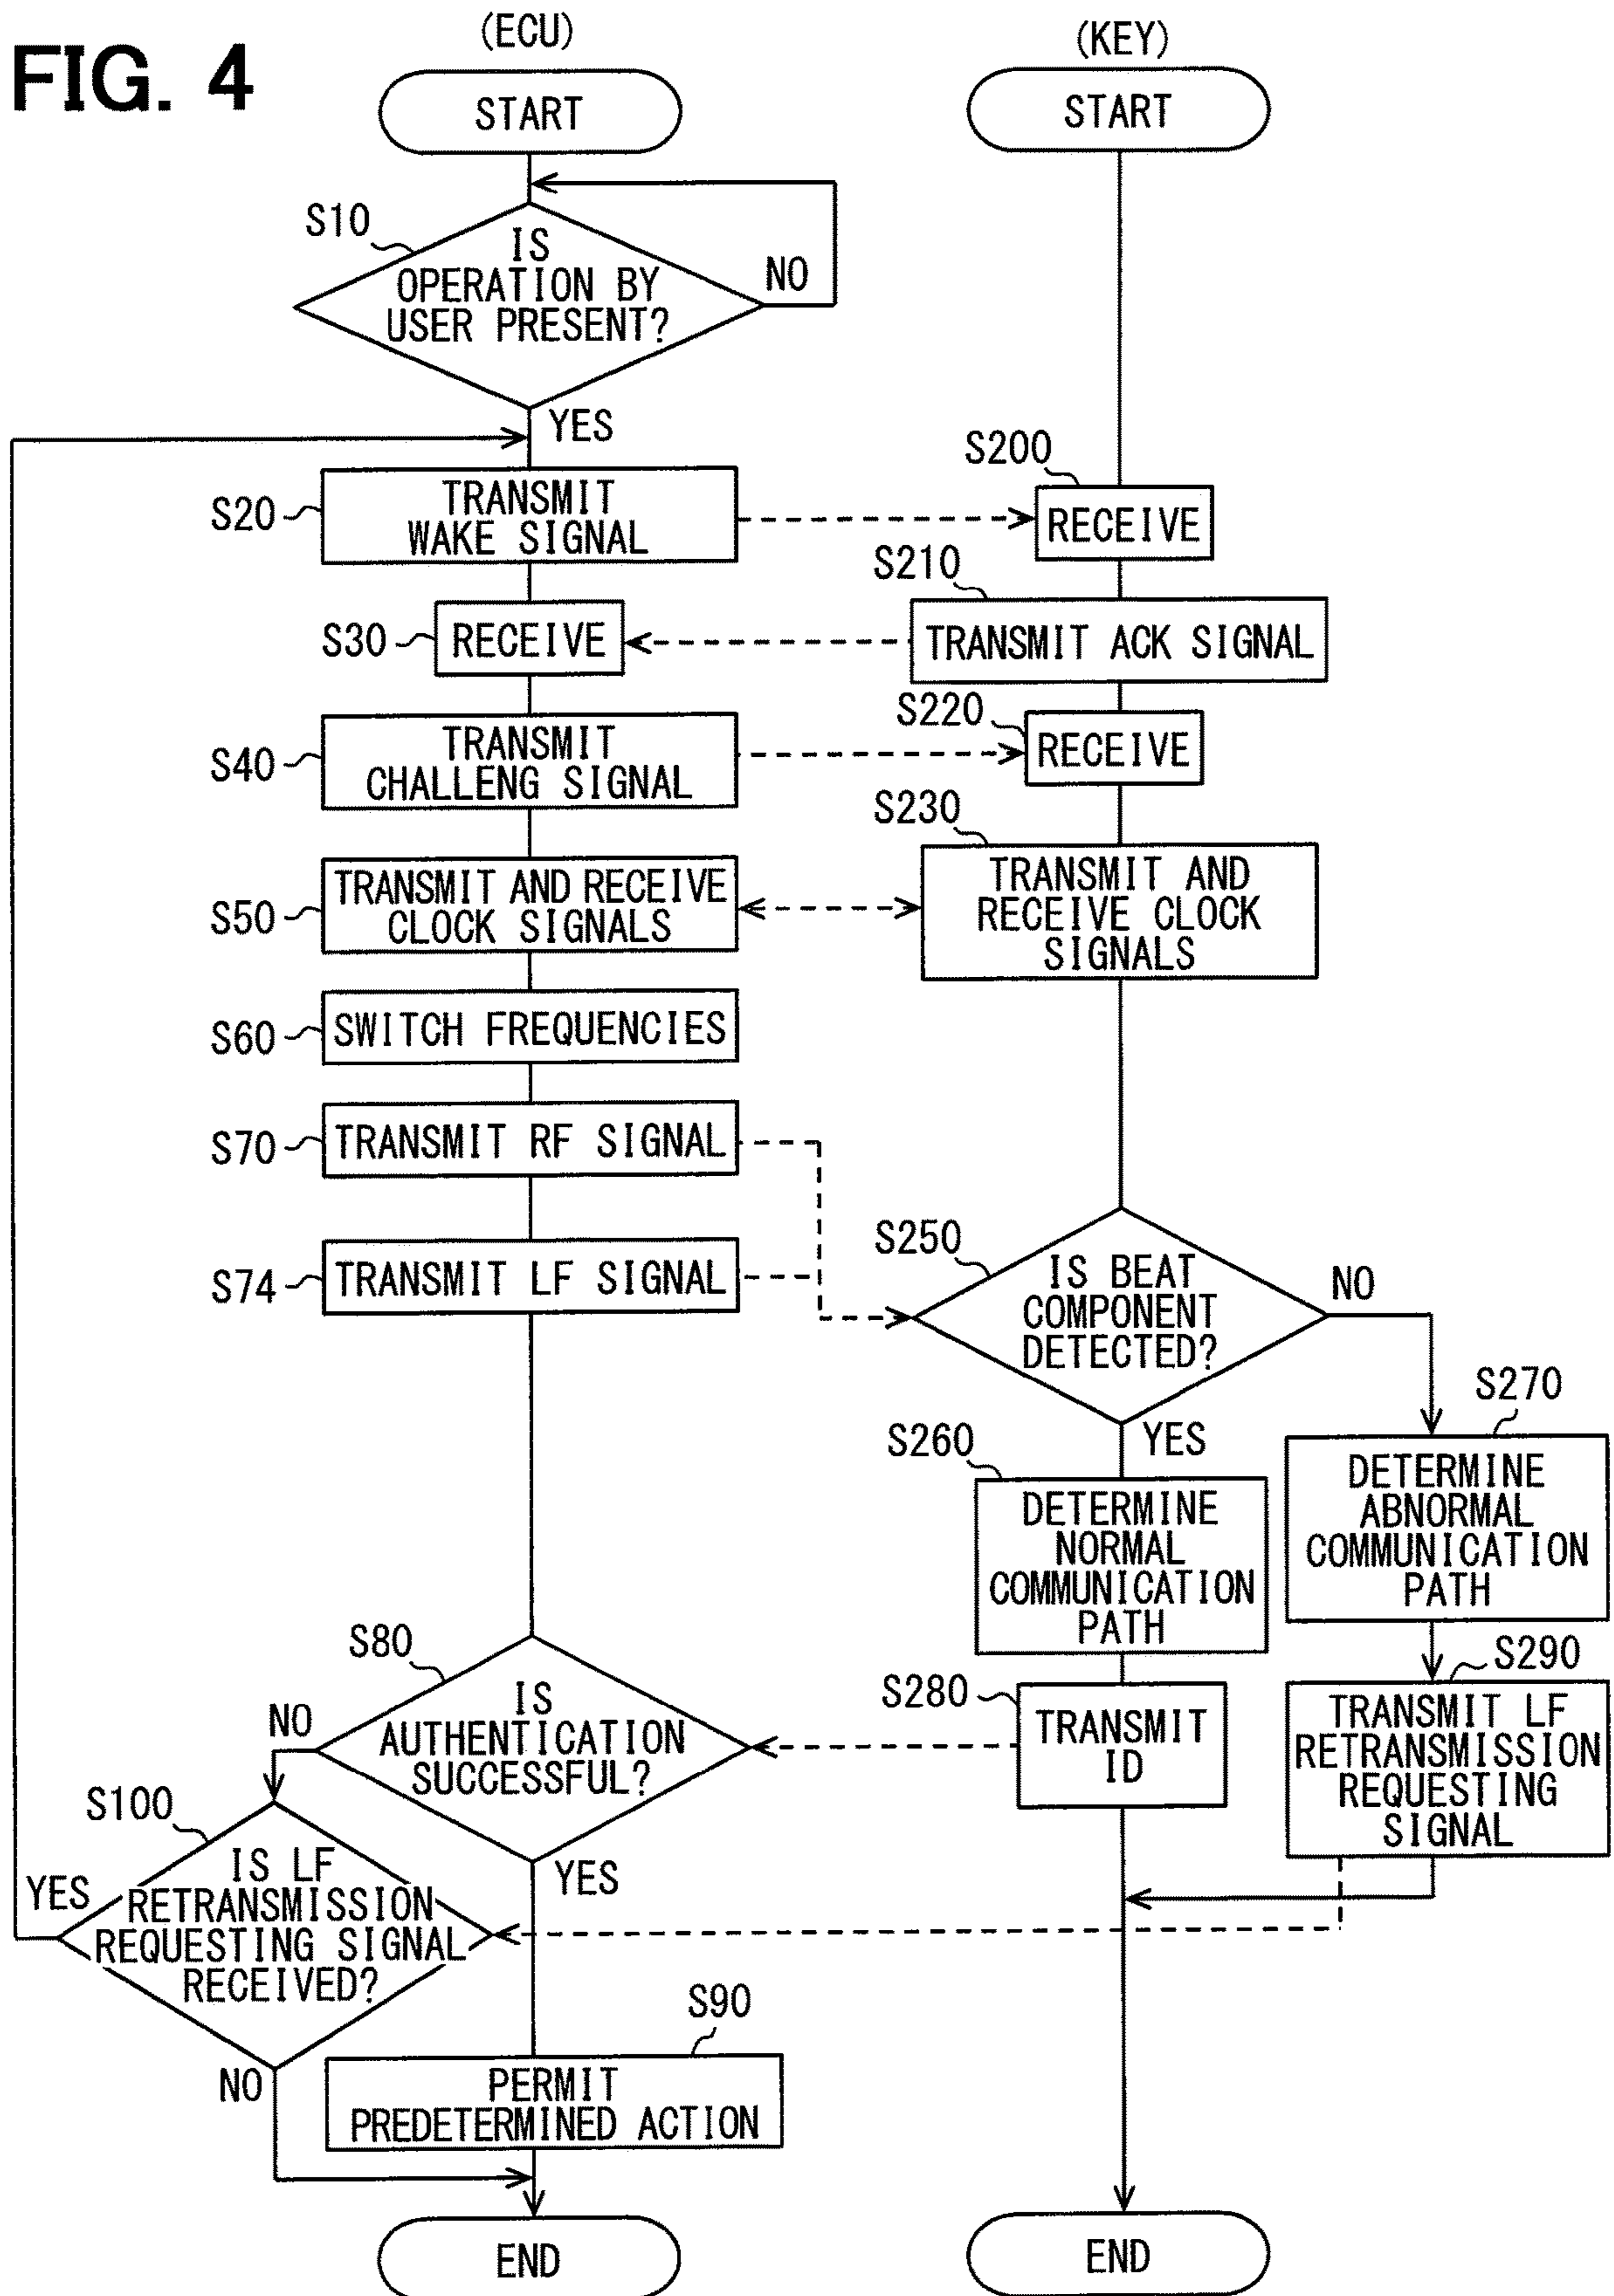 FIG. 4
(ECU)
(KEY)
START
START
S10
IS
OPERATION BY
USER PRESENT?
NO
YES
S20
TRANSMIT
WAKE SIGNAL
S200
RECEIVE
S210
TRANSMIT ACK SIGNAL
S30
RECEIVE
S40
TRANSMIT
CHALLENG SIGNAL
S220
RECEIVE
S230
TRANSMIT AND
RECEIVE CLOCK
SIGNALS
S50
TRANSMIT AND RECEIVE
CLOCK SIGNALS
S60
SWITCH FREQUENCIES
S70
TRANSMIT RF SIGNAL
S74
TRANSMIT LF SIGNAL
S250
IS BEAT
COMPONENT
DETECTED?
NO
YES
S260
DETERMINE
NORMAL
COMMUNICATION
PATH
S270
DETERMINE
ABNORMAL
COMMUNICATION
PATH
S80
IS
AUTHENTICATION
SUCCESSFUL?
NO
YES
S280
TRANSMIT
ID
S290
TRANSMIT LF
RETRANSMISSION
REQUESTING
SIGNAL
S100
IS LF
RETRANSMISSION
REQUESTING SIGNAL
RECEIVED?
YES
NO
S90
PERMIT
PREDETERMINED ACTION
END
END